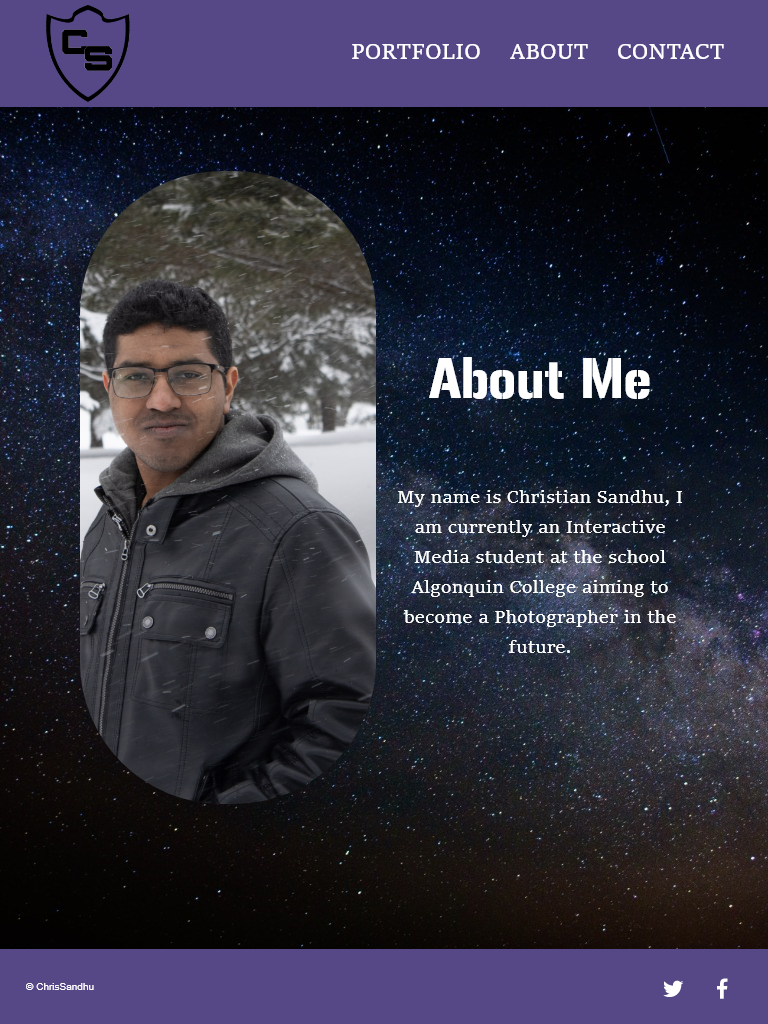 CS
PORTFOLIO ABOUT CONTACT
About Me
My name is Christian Sandhu, I
am currently an Interactive
Media student at the school
Algonquin College aiming to
become a Photographer in the
future.
© ChrisSandhu